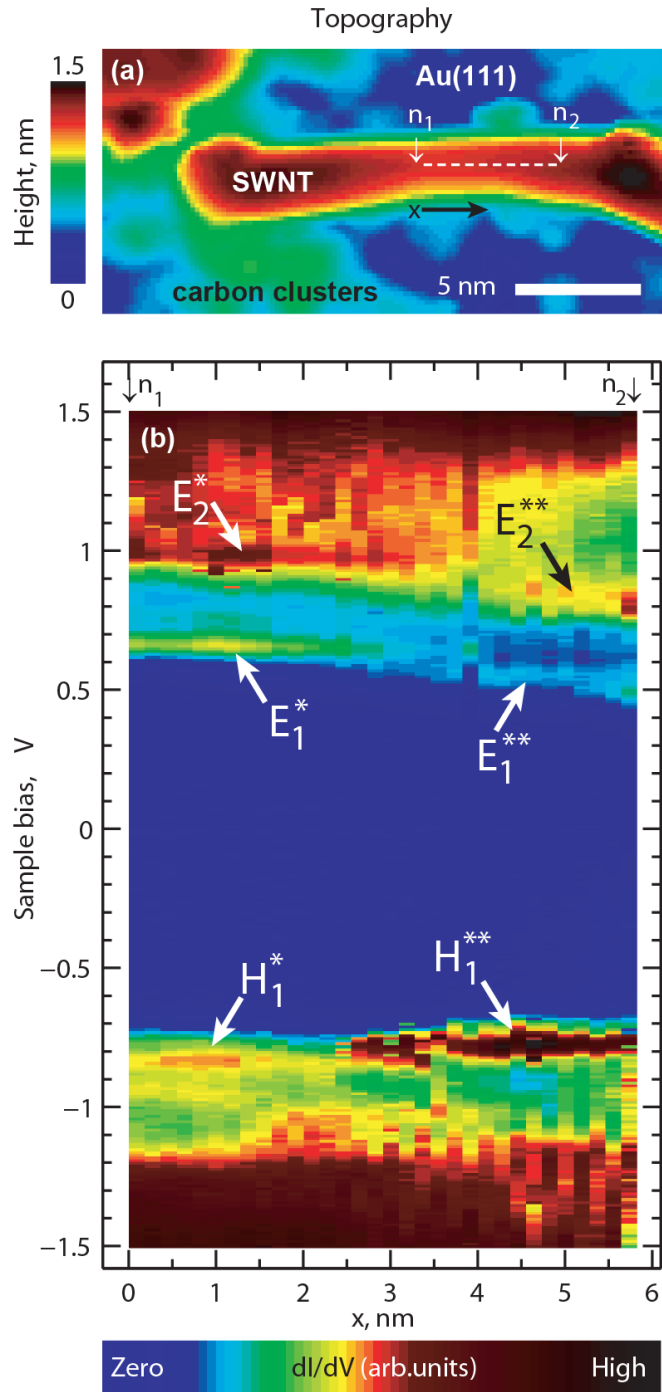 Topography
1.5
(a)
Au(111)
n₁
n₂
SWNT
x
carbon clusters
5 nm
0
Height, nm
↓n₁
n₂↓
1.5
(b)
E₂*
E₂**
1
0.5
E₁*
E₁**
0
Sample bias, V
−0.5
H₁*
H₁**
−1
−1.5
0 1 2 3 4 5 6
x, nm
Zero dI/dV (arb.units) High